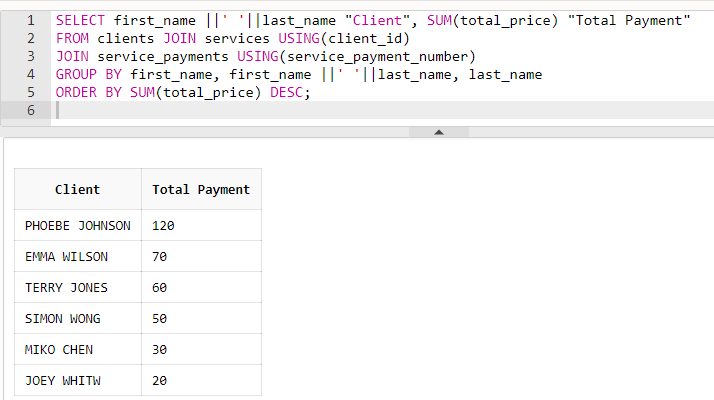 1 SELECT first_name ||' '||last_name "Client", SUM(total_price) "Total Payment"
2 FROM clients JOIN services USING(client_id)
3 JOIN service_payments USING(service_payment_number)
4 GROUP BY first_name, first_name ||' '||last_name, last_name
5 ORDER BY SUM(total_price) DESC;
6
Client Total Payment
PHOEBE JOHNSON 120
EMMA WILSON 70
TERRY JONES 60
SIMON WONG 50
MIKO CHEN 30
JOEY WHITW 20